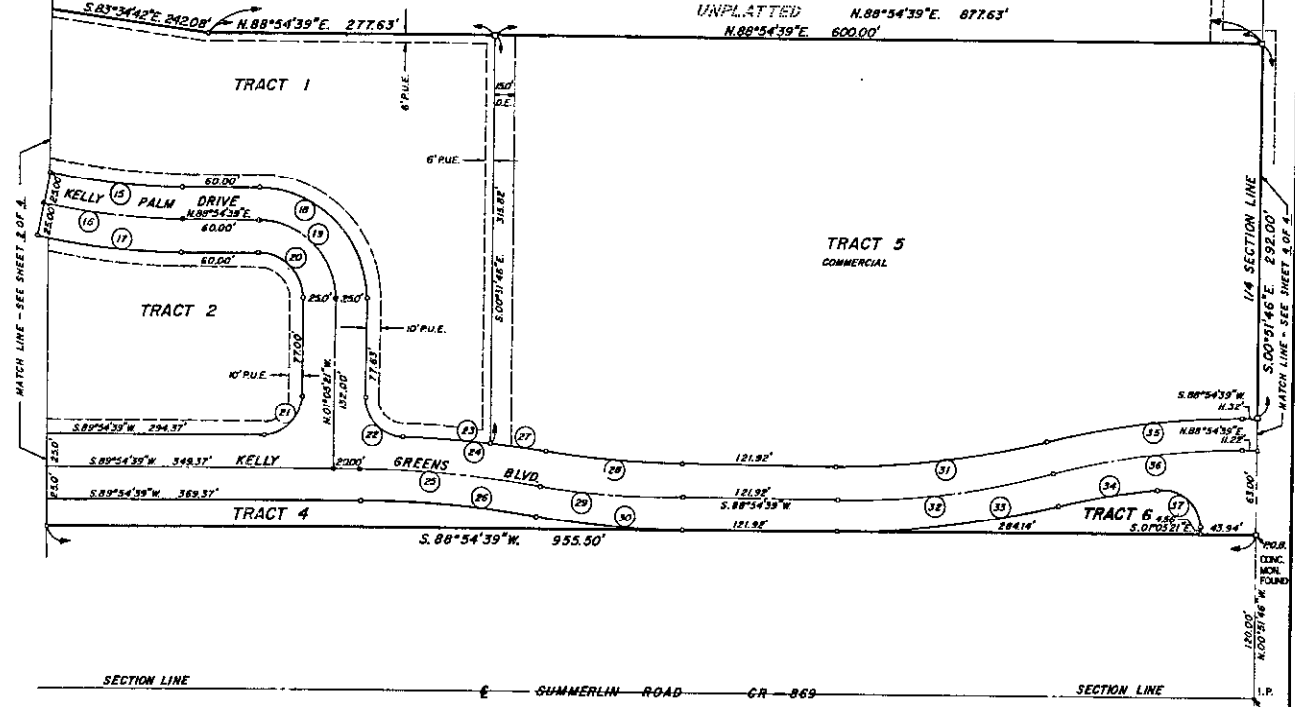 S.83°34'42"E. 242.08'
N.88°54'39"E. 277.63'
UNPLATTED
N.88°54'39"E. 877.63'
N.88°54'39"E. 600.00'
TRACT 1
6' P.U.E.
15.0'
D.E.
6' P.U.E.
MATCH LINE - SEE SHEET 2 OF 4
25.00'
25.00'
KELLY
15
PALM
DRIVE
60.00'
18
16
N.88°54'39"E.
60.00'
19
17
60.00'
20
315.82'
S.00°51'46"E.
TRACT 5
COMMERCIAL
1/4 SECTION LINE
S.00°51'46"E. 292.00'
MATCH LINE - SEE SHEET 4 OF 4
TRACT 2
25.0'
25.0'
10' P.U.E.
77.00'
10' P.U.E.
N.01°05'21"W.
132.00'
77.63'
21
22
23
24
27
S.89°54'39"W. 294.37'
25.0'
S.89°54'39"W. 349.37'
KELLY
20.00'
GREENS
BLVD.
25
28
121.92'
31
35
S.88°54'39"W.
11.32'
N.88°54'39"E.
11.22'
36
25.0'
S.89°54'39"W. 369.37'
26
29
121.92'
S.88°54'39"W.
32
33
34
63.00'
TRACT 4
30
121.92'
284.14'
TRACT 6
37
4.56'
S.01°05'21"E.
43.94'
S.88°54'39"W. 955.50'
P.O.B.
CONC.
MON.
FOUND
120.00'
N.00°51'46"W.
SECTION LINE
℄ SUMMERLIN ROAD CR-869
SECTION LINE
I.P.